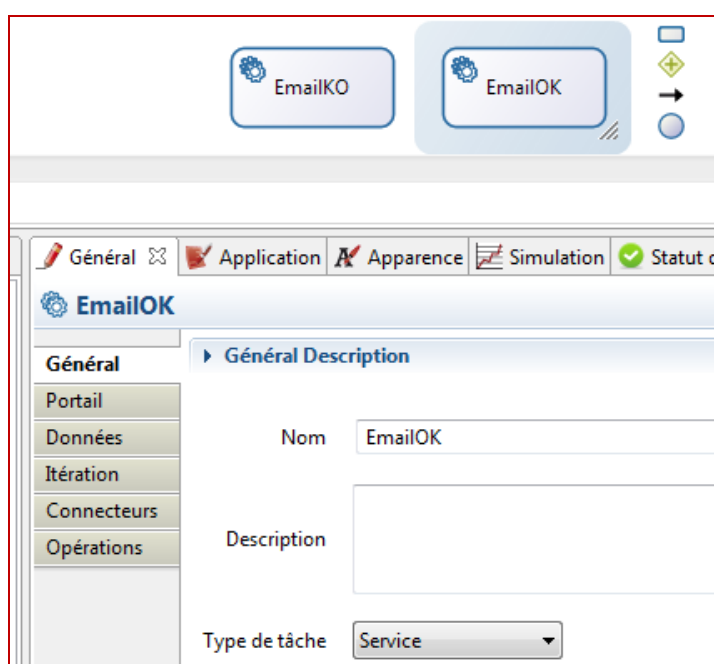 EmailKO
EmailOK
Général
Application
Apparence
Simulation
Statut
EmailOK
Général
Portail
Données
Itération
Connecteurs
Opérations
Général Description
Nom
EmailOK
Description
Type de tâche
Service